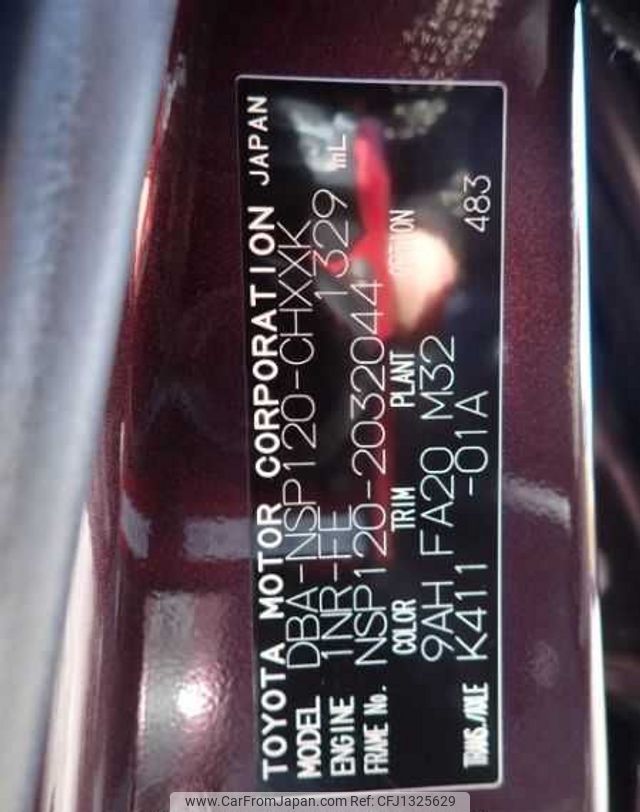 TOYOTA MOTOR CORPORATION JAPAN
MODEL DBA-NSP120-CHXXK
ENGINE 1NR-FE 1329 mL
FRAME No. NSP120-2032044
COLOR TRIM PLANT OPTION
9AH FA20 M32
TRANS./AXLE K411 -01A 483
www.CarFromJapan.com | CFJ1325629